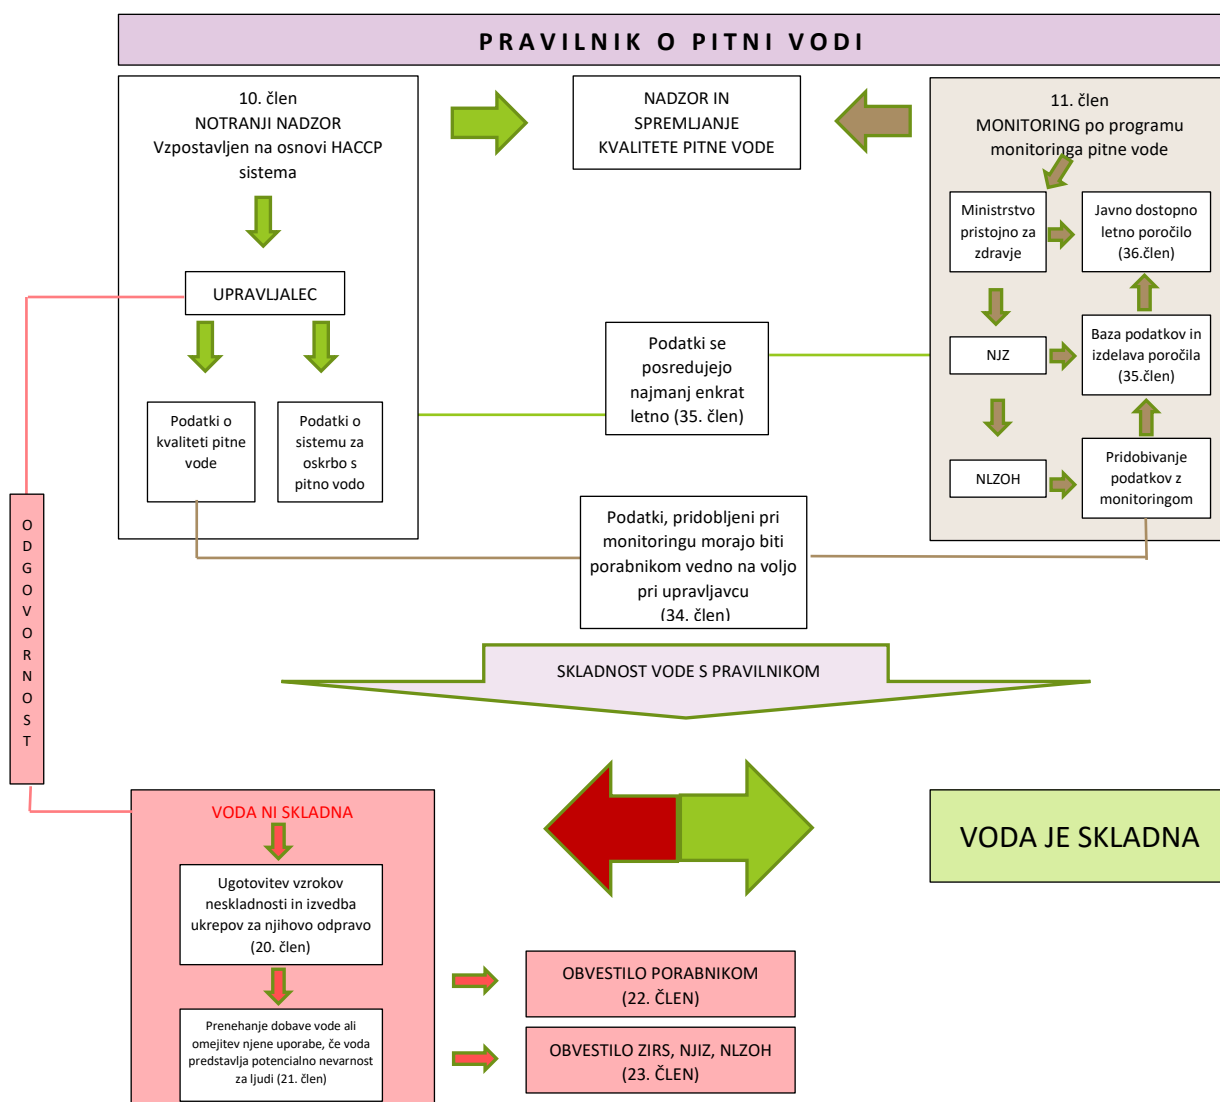 PRAVILNIK O PITNI VODI
10. člen
NOTRANJI NADZOR
Vzpostavljen na osnovi HACCP
sistema
NADZOR IN
SPREMLJANJE
KVALITETE PITNE VODE
11. člen
MONITORING po programu
monitoringa pitne vode
Ministrstvo
pristojno za
zdravje
Javno dostopno
letno poročilo
(36.člen)
UPRAVLJALEC
Podatki se
posredujejo
najmanj enkrat
letno (35. člen)
NJZ
Baza podatkov in
izdelava poročila
(35.člen)
Podatki o
kvaliteti pitne
vode
Podatki o
sistemu za
oskrbo s
pitno vodo
NLZOH
Pridobivanje
podatkov z
monitoringom
Podatki, pridobljeni pri
monitoringu morajo biti
porabnikom vedno na voljo
pri upravljavcu
(34. člen)
O
D
G
O
V
O
R
N
O
S
T
SKLADNOST VODE S PRAVILNIKOM
VODA NI SKLADNA
VODA JE SKLADNA
Ugotovitev vzrokov
neskladnosti in izvedba
ukrepov za njihovo odpravo
(20. člen)
OBVESTILO PORABNIKOM
(22. ČLEN)
Prenehanje dobave vode ali
omejitev njene uporabe, če voda
predstavlja potencialno nevarnost
za ljudi (21. člen)
OBVESTILO ZIRS, NJIZ, NLZOH
(23. ČLEN)